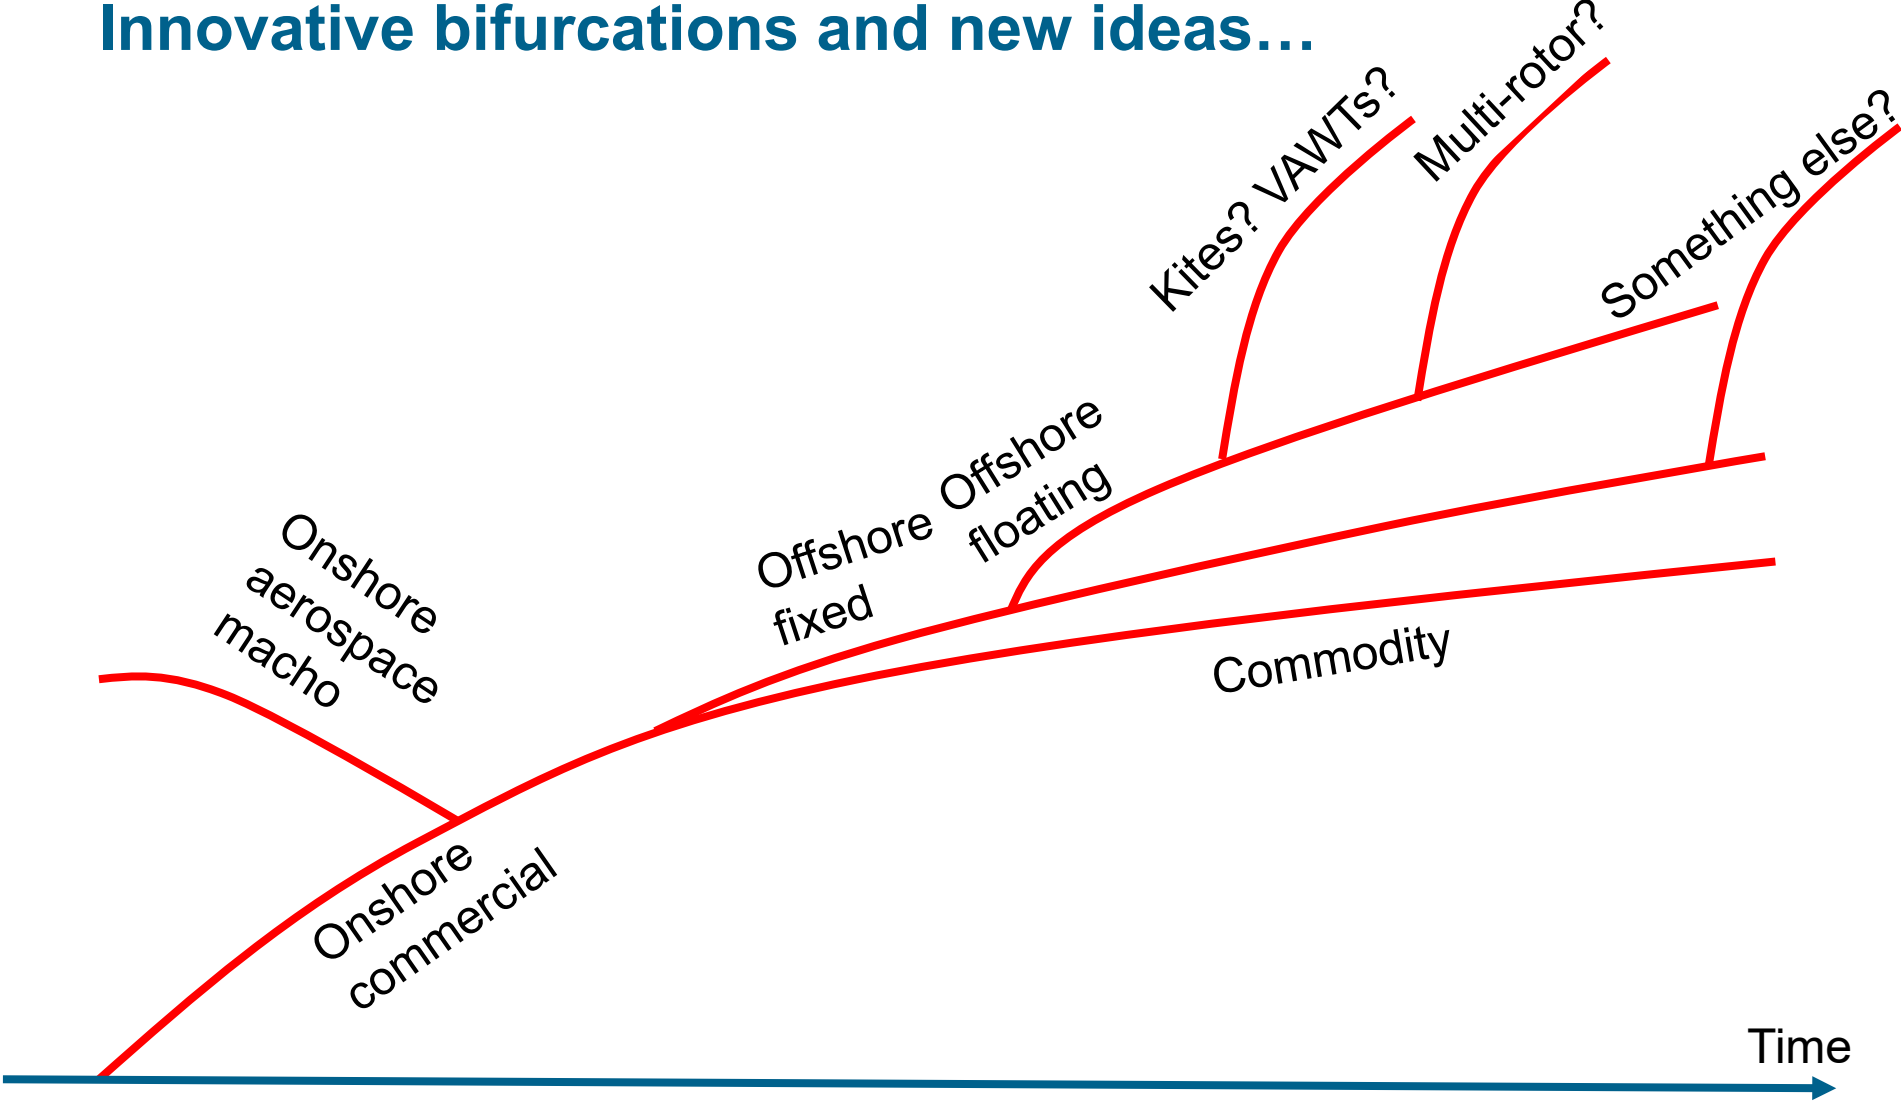 Innovative bifurcations and new ideas…
Kites? VAWTs?
Multi-rotor?
Something else?
Offshore
floating
Offshore
fixed
Onshore
aerospace
macho
Commodity
Onshore
commercial
Time